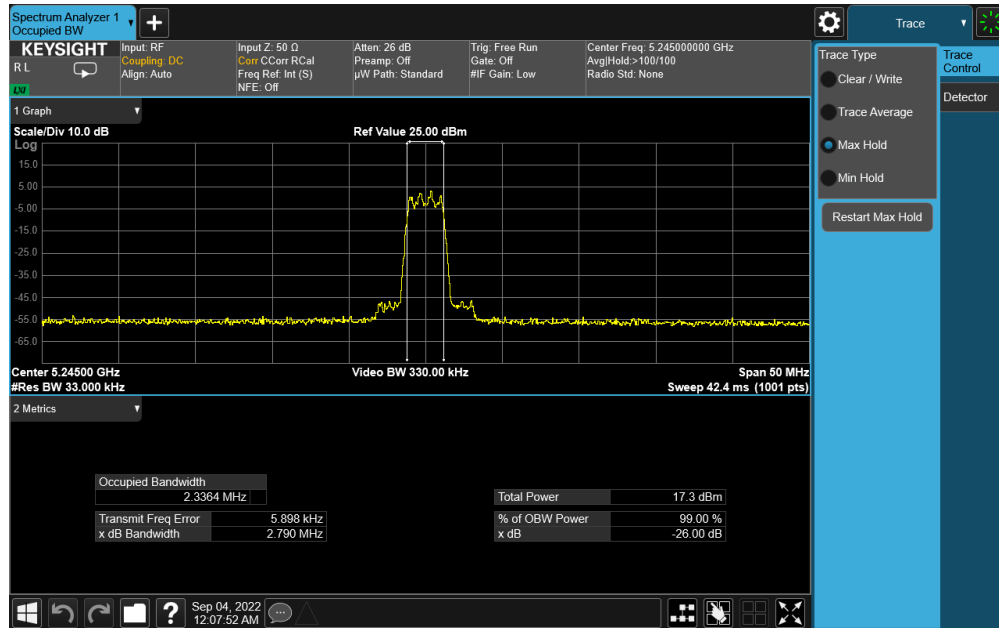 Spectrum Analyzer 1
Occupied BW
Trace
KEYSIGHT
R L
LXI
Input: RF
Coupling: DC
Align: Auto
Input Z: 50 Ω
Corr CCorr RCal
Freq Ref: Int (S)
NFE: Off
Atten: 26 dB
Preamp: Off
µW Path: Standard
Trig: Free Run
Gate: Off
#IF Gain: Low
Center Freq: 5.245000000 GHz
Avg|Hold:>100/100
Radio Std: None
Trace Type
Clear / Write
Trace Average
Max Hold
Min Hold
Restart Max Hold
Trace
Control
Detector
1 Graph
Scale/Div 10.0 dB
Ref Value 25.00 dBm
Log
15.0
5.00
-5.00
-15.0
-25.0
-35.0
-45.0
-55.0
-65.0
Center 5.24500 GHz
Video BW 330.00 kHz
Span 50 MHz
#Res BW 33.000 kHz
Sweep 42.4 ms (1001 pts)
2 Metrics
Occupied Bandwidth
2.3364 MHz
Total Power 17.3 dBm
Transmit Freq Error 5.898 kHz
% of OBW Power 99.00 %
x dB Bandwidth 2.790 MHz
x dB -26.00 dB
?
Sep 04, 2022
12:07:52 AM